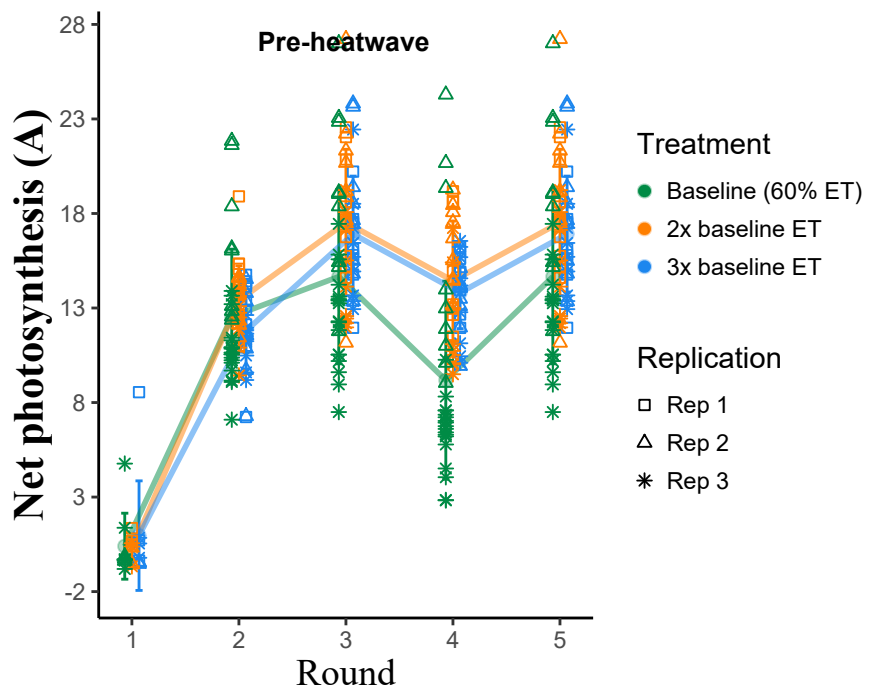 Net photosynthesis (A)
28
23
18
13
8
3
-2
Pre-heatwave
1 2 3 4 5
Round
Treatment
Baseline (60% ET)
2x baseline ET
3x baseline ET
Replication
Rep 1
Rep 2
Rep 3